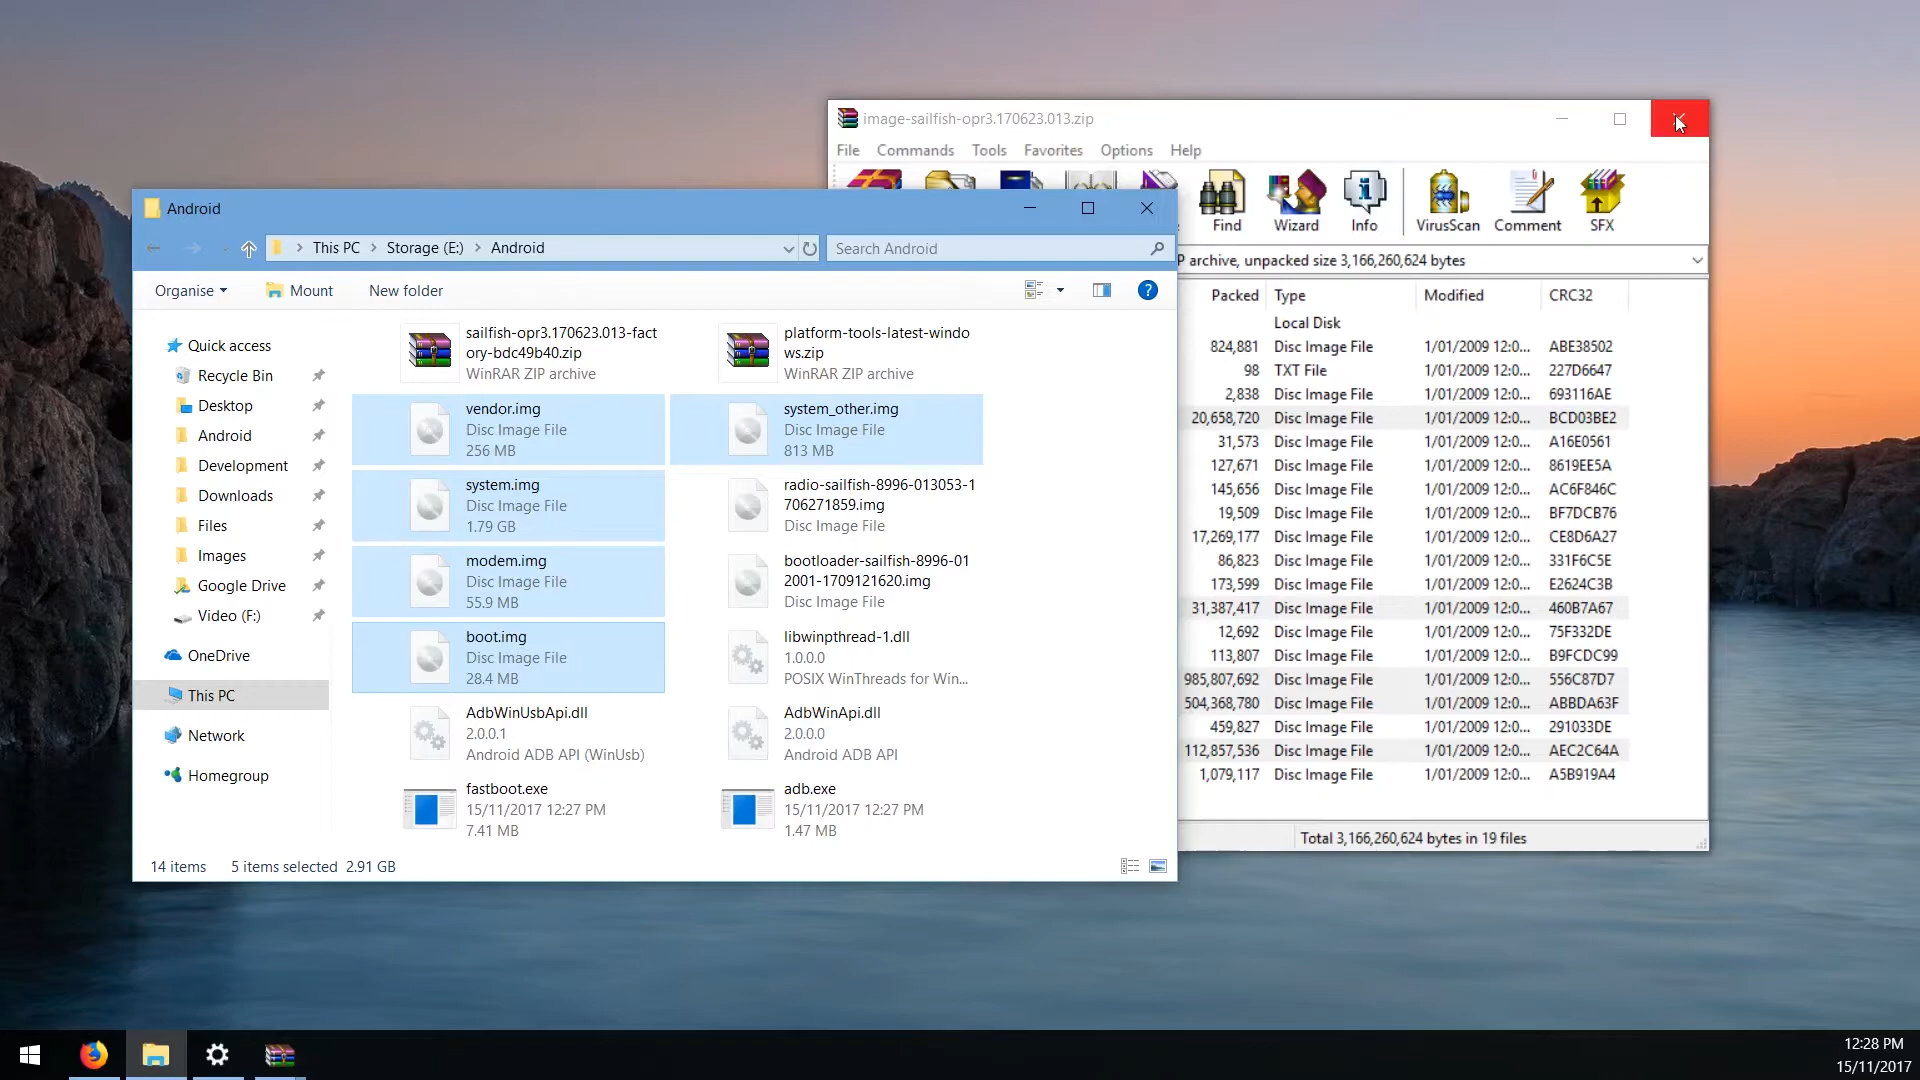 image-sailfish-opr3.170623.013.zip
File Commands Tools Favorites Options Help
Find Wizard Info VirusScan Comment SFX
P archive, unpacked size 3,166,260,624 bytes
Packed Type Modified CRC32
Local Disk
824,881 Disc Image File 1/01/2009 12:0... ABE38502
98 TXT File 227D6647
2,838 Disc Image File 1/01/2009 12:0... 693116AE
20,658,720 Disc Image File 1/01/2009 12:0... BCD03BE2
31,573 Disc Image File 1/01/2009 12:0... A16E0561
127,671 Disc Image File 1/01/2009 12:0... 8619EE5A
145,656 Disc Image File 1/01/2009 12:0... AC6F846C
19,509 Disc Image File 1/01/2009 12:0... BF7DCB76
17,269,177 Disc Image File 1/01/2009 12:0... CE8D6A27
86,823 Disc Image File 1/01/2009 12:0... 331F6C5E
173,599 Disc Image File 1/01/2009 12:0... E2624C3B
31,387,417 Disc Image File 1/01/2009 12:0... 460B7A67
12,692 Disc Image File 1/01/2009 12:0... 75F332DE
113,807 Disc Image File 1/01/2009 12:0... B9FCDC99
985,807,692 Disc Image File 1/01/2009 12:0... 556C87D7
504,368,780 Disc Image File 1/01/2009 12:0... ABBDA63F
459,827 Disc Image File 1/01/2009 12:0... 291033DE
112,857,536 Disc Image File 1/01/2009 12:0... AEC2C64A
1,079,117 Disc Image File 1/01/2009 12:0... A5B919A4
Total 3,166,260,624 bytes in 19 files
Android
This PC Storage (E:) Android
Search Android
Organise Mount New folder
Quick access
Recycle Bin
Desktop
Android
Development
Downloads
Files
Images
Google Drive
Video (F:)
OneDrive
This PC
Network
Homegroup
sailfish-opr3.170623.013-fact
ory-bdc49b40.zip
WinRAR ZIP archive
platform-tools-latest-windo
ws.zip
WinRAR ZIP archive
vendor.img
Disc Image File
256 MB
system_other.img
Disc Image File
813 MB
system.img
Disc Image File
1.79 GB
radio-sailfish-8996-013053-1
706271859.img
Disc Image File
modem.img
Disc Image File
55.9 MB
bootloader-sailfish-8996-01
2001-1709121620.img
Disc Image File
boot.img
Disc Image File
28.4 MB
libwinpthread-1.dll
1.0.0.0
POSIX WinThreads for Win...
AdbWinUsbApi.dll
2.0.0.1
Android ADB API (WinUsb)
AdbWinApi.dll
2.0.0.0
Android ADB API
fastboot.exe
15/11/2017 12:27 PM
7.41 MB
adb.exe
15/11/2017 12:27 PM
1.47 MB
14 items 5 items selected 2.91 GB
12:28 PM
15/11/2017